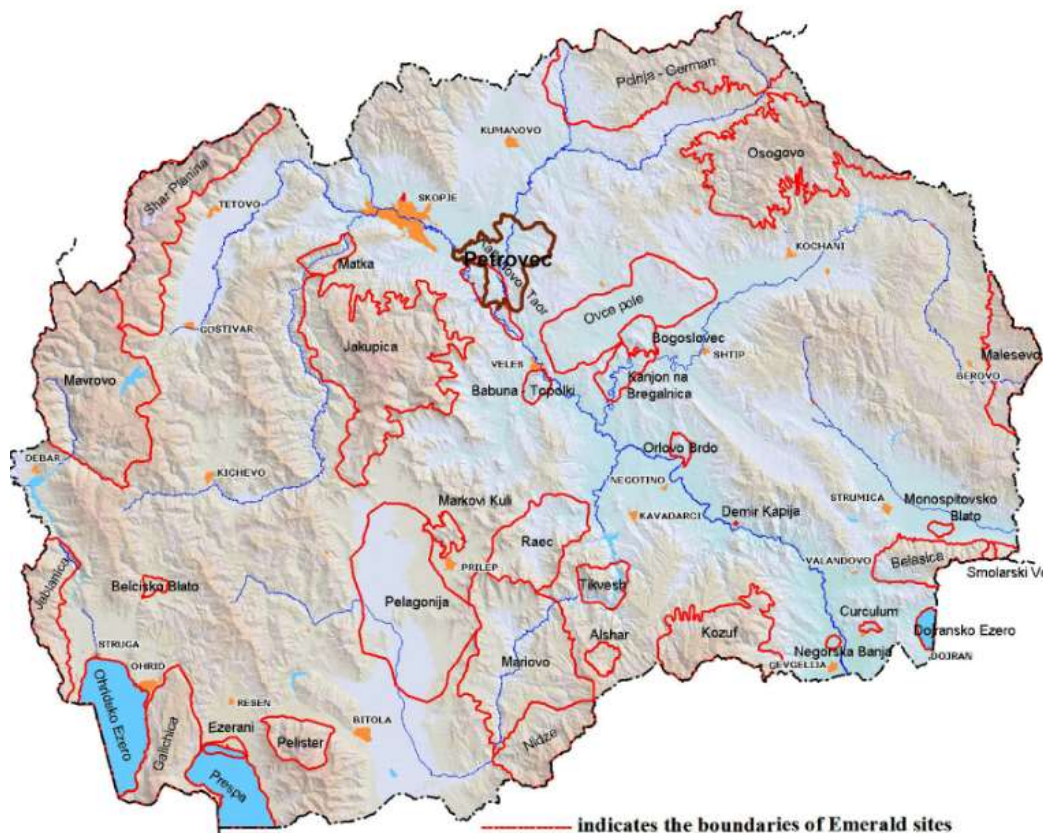 Pcinja - German
KUMANOVO
Osogovo
Shar Planina
TETOVO
SKOPJE
KOCHANI
Matka
Petrovec
Taor
Ovce pole
GOSTIVAR
Jakupica
Bogoslovec
SHTIP
Malesevo
Mavrovo
VELES
Babuna - Topolki
Kanjon na
Bregalnica
BEROVO
DEBAR
KICHEVO
Orlovo Brdo
NEGOTINO
Markovi Kuli
STRUMICA
Monospitovsko
Blato
KAVADARCI
Demir Kapija
Raec
PRILEP
VALANDOVO
Belasica
Smolarski V
Jablanica
Belcisko Blato
Tikvesh
Pelagonija
Curculum
Dojransko Ezero
Alshar
Kozuf
Negorska Banja
STRUGA
OHRID
Mariovo
GEVGELIJA
DOJRAN
Ohridsko Ezero
Galichica
RESEN
Ezerani
BITOLA
Pelister
Nidze
Prespa
indicates the boundaries of Emerald sites